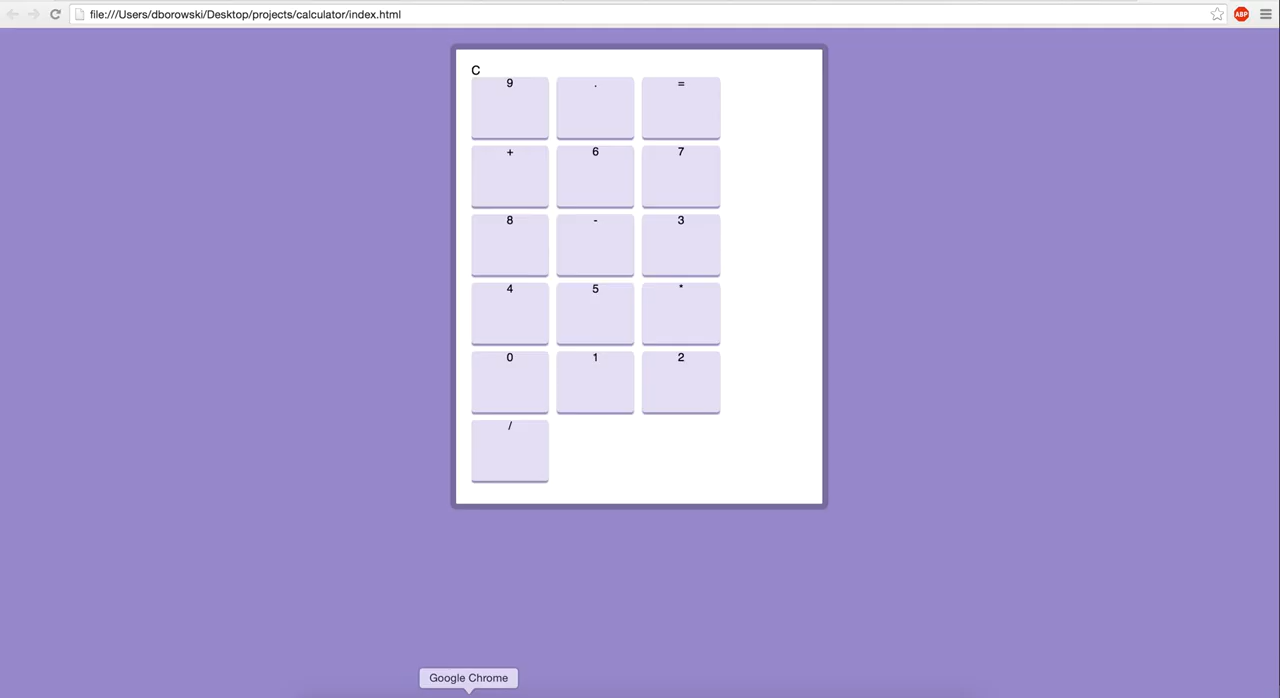 file:///Users/dborowski/Desktop/projects/calculator/index.html
ABP
C
9 . =
+ 6 7
8 - 3
4 5 *
0 1 2
/
Google Chrome